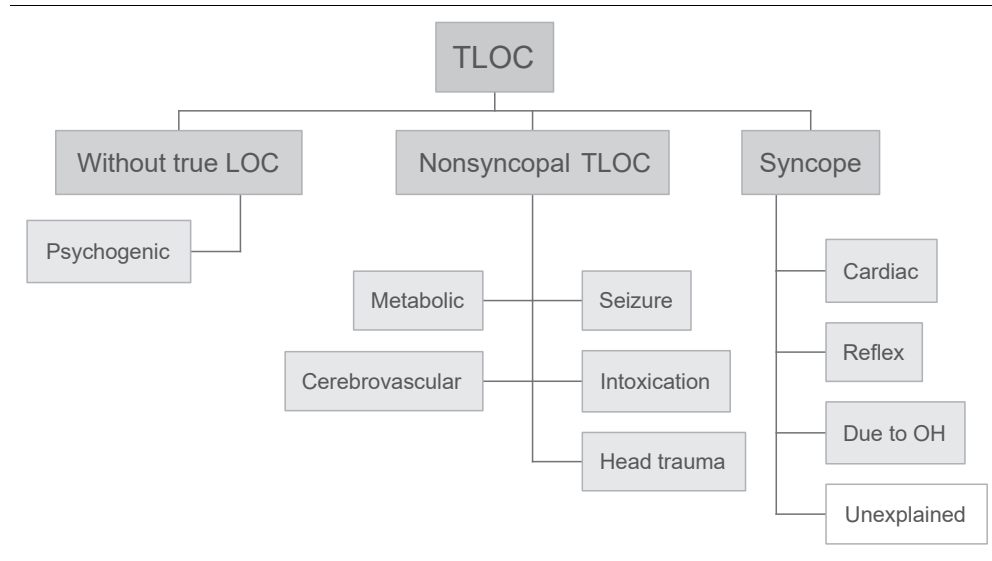 TLOC
Without true LOC
Nonsyncopal TLOC
Syncope
Psychogenic
Metabolic
Seizure
Cerebrovascular
Intoxication
Head trauma
Cardiac
Reflex
Due to OH
Unexplained